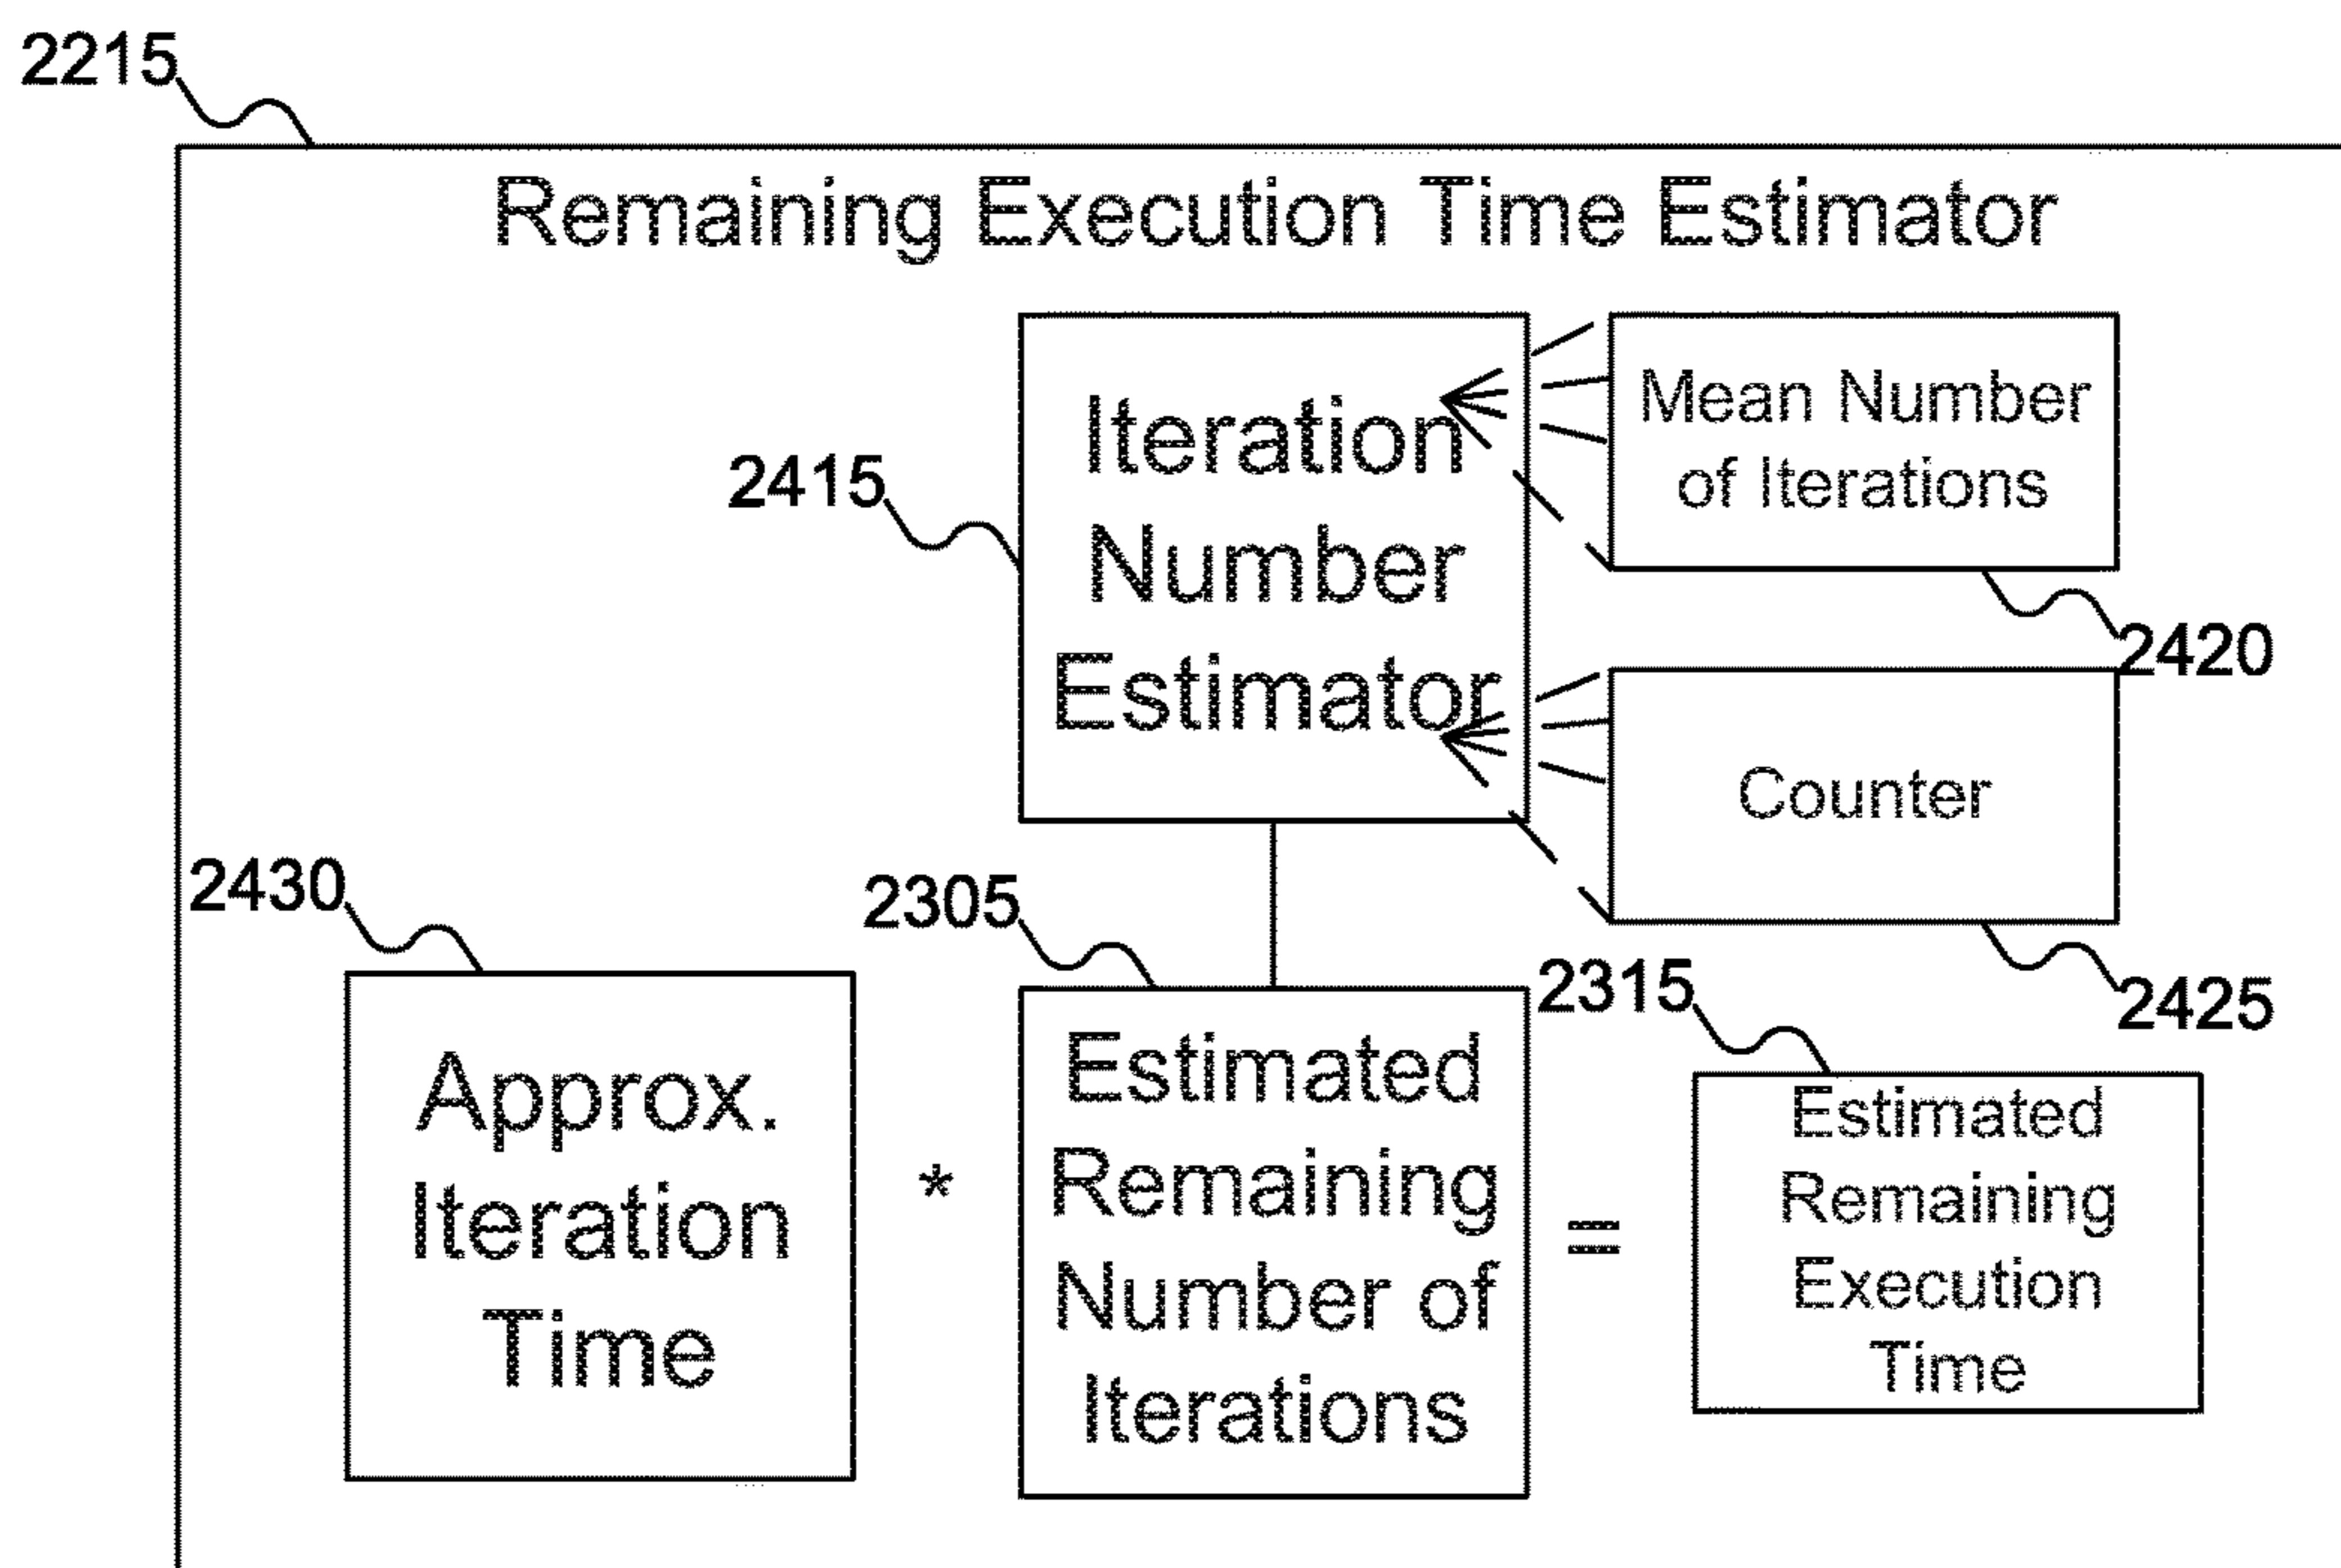 2215
Remaining Execution Time Estimator
Iteration
Number
Estimator
2415
Mean Number
of Iterations
2420
Counter
2425
2430
Approx.
Iteration
Time
*
2305
Estimated
Remaining
Number of
Iterations
=
2315
Estimated
Remaining
Execution
Time